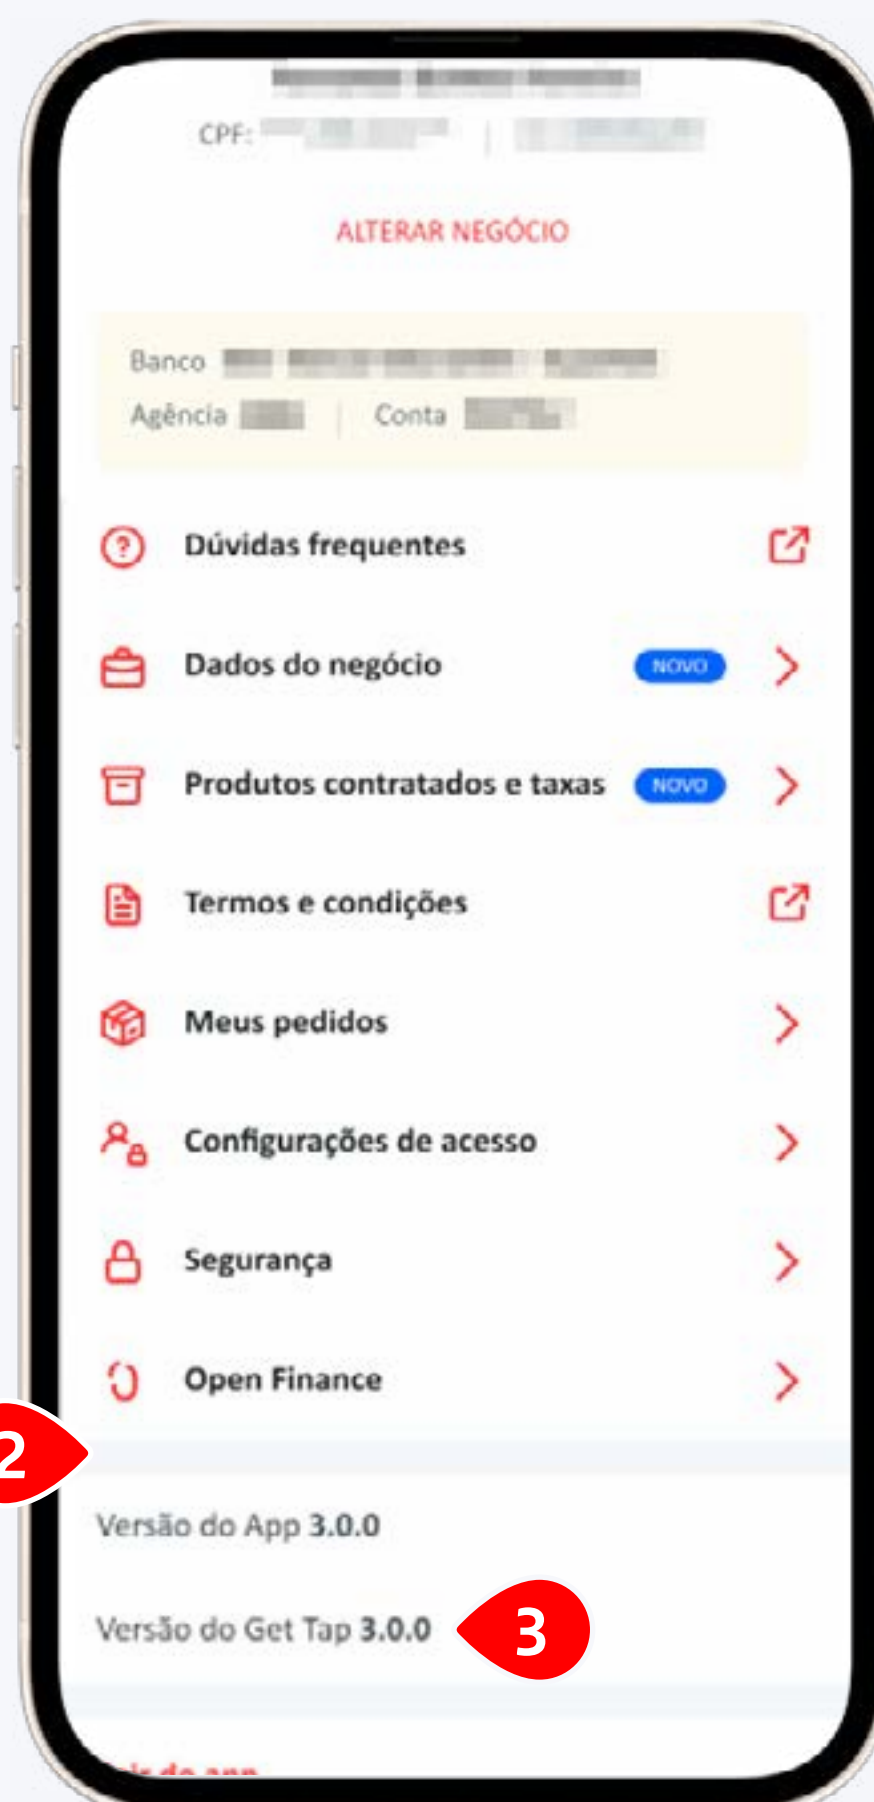 CPF:
ALTERAR NEGÓCIO
Banco
Agência | Conta
Dúvidas frequentes
Dados do negócio NOVO
Produtos contratados e taxas NOVO
Termos e condições
Meus pedidos
Configurações de acesso
Segurança
Open Finance
2
Versão do App 3.0.0
Versão do Get Tap 3.0.0 3
do app